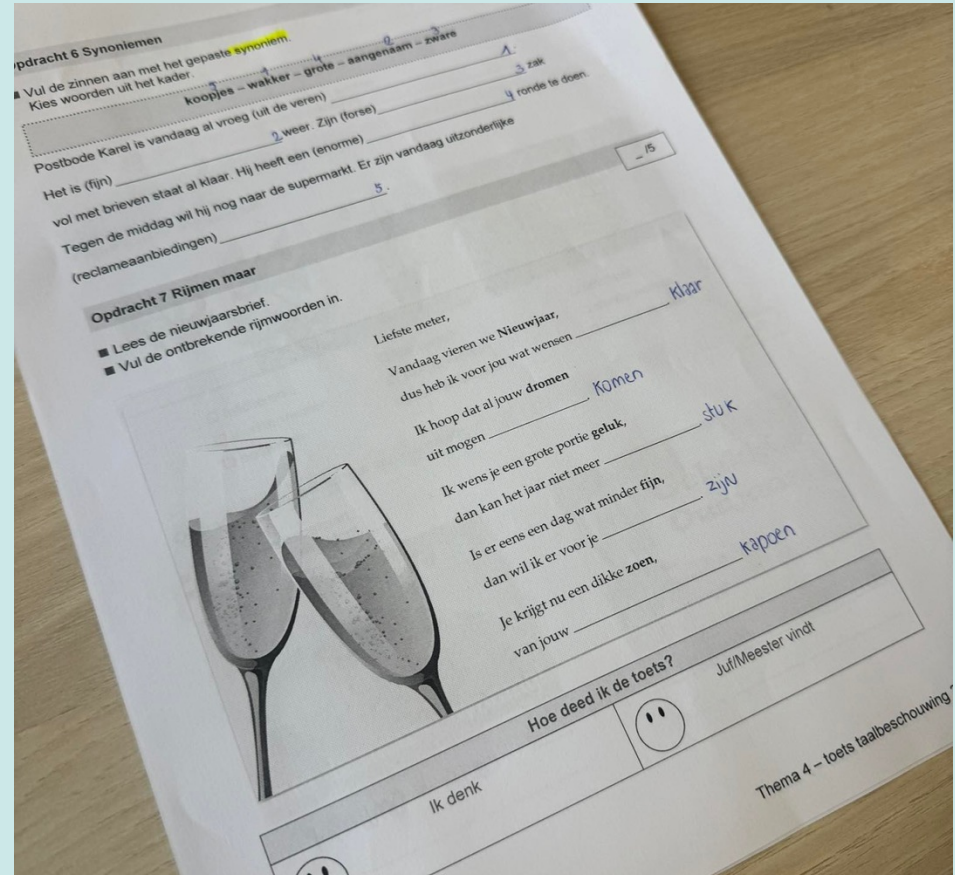 pdracht 6 Synoniemen
Vul de zinnen aan met het gepaste synoniem.
Kies woorden uit het kader.
5 1 4 2 3
koopjes – wakker – grote – aangenaam – zware
Postbode Karel is vandaag al vroeg (uit de veren) 1.
Het is (fijn) 2 weer. Zijn (forse) 3 zak
vol met brieven staat al klaar. Hij heeft een (enorme) 4 ronde te doen.
Tegen de middag wil hij nog naar de supermarkt. Er zijn vandaag uitzonderlijke
(reclameaanbiedingen) 5.
/5
Opdracht 7 Rijmen maar
Lees de nieuwjaarsbrief.
Vul de ontbrekende rijmwoorden in.
Liefste meter,
Vandaag vieren we Nieuwjaar,
dus heb ik voor jou wat wensen klaar
Ik hoop dat al jouw dromen
uit mogen komen
Ik wens je een grote portie geluk,
dan kan het jaar niet meer stuk
Is er eens een dag wat minder fijn,
dan wil ik er voor je zijn
Je krijgt nu een dikke zoen,
van jouw kapoen
Hoe deed ik de toets?
Ik denk
Juf/Meester vindt
Thema 4 – toets taalbeschouwing